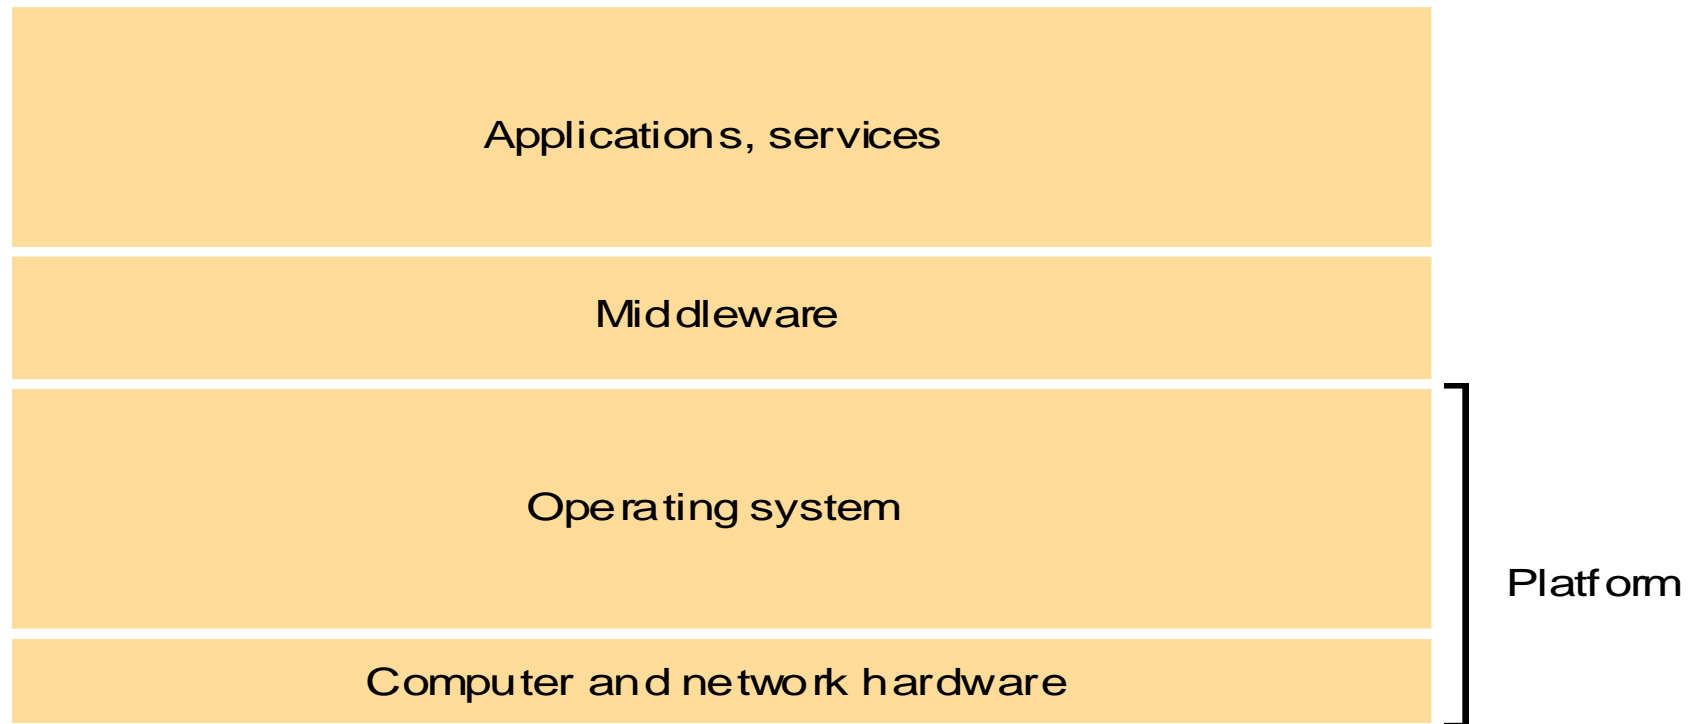 Applications, services
Middleware
Operating system
Platform
Computer and network hardware